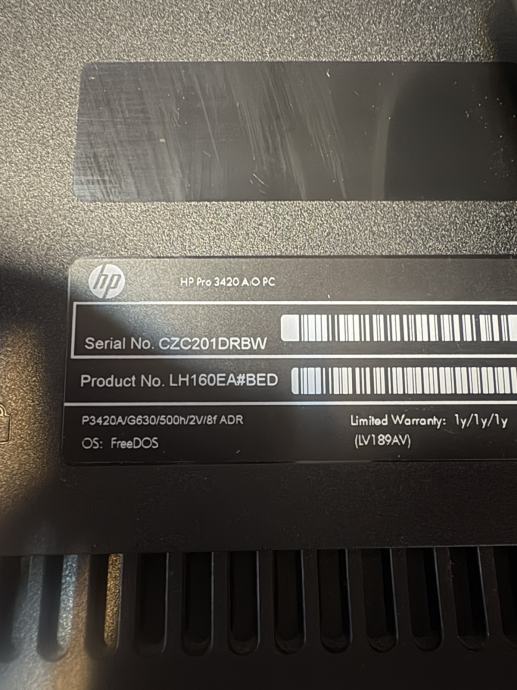 hp
HP Pro 3420 AiO PC
Serial No. CZC201DRBW
Product No. LH160EA#BED
P3420A/G630/500h/2V/8f ADR
Limited Warranty: 1y/1y/1y
OS: FreeDOS
(LV189AV)